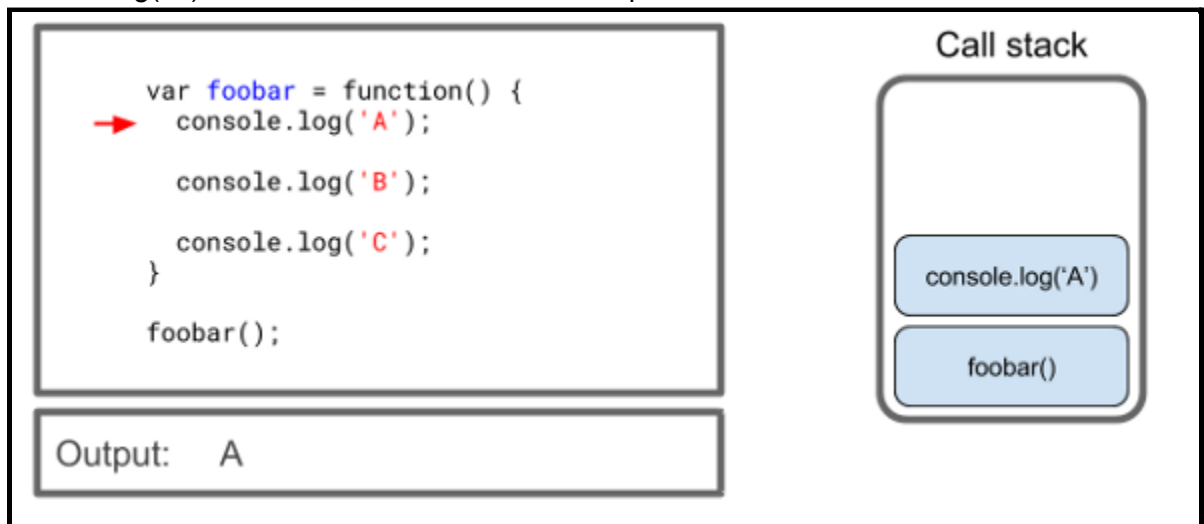 Call stack
var foobar = function() {
console.log('A');
console.log('B');
console.log('C');
}
foobar();
console.log('A')
foobar()
Output: A